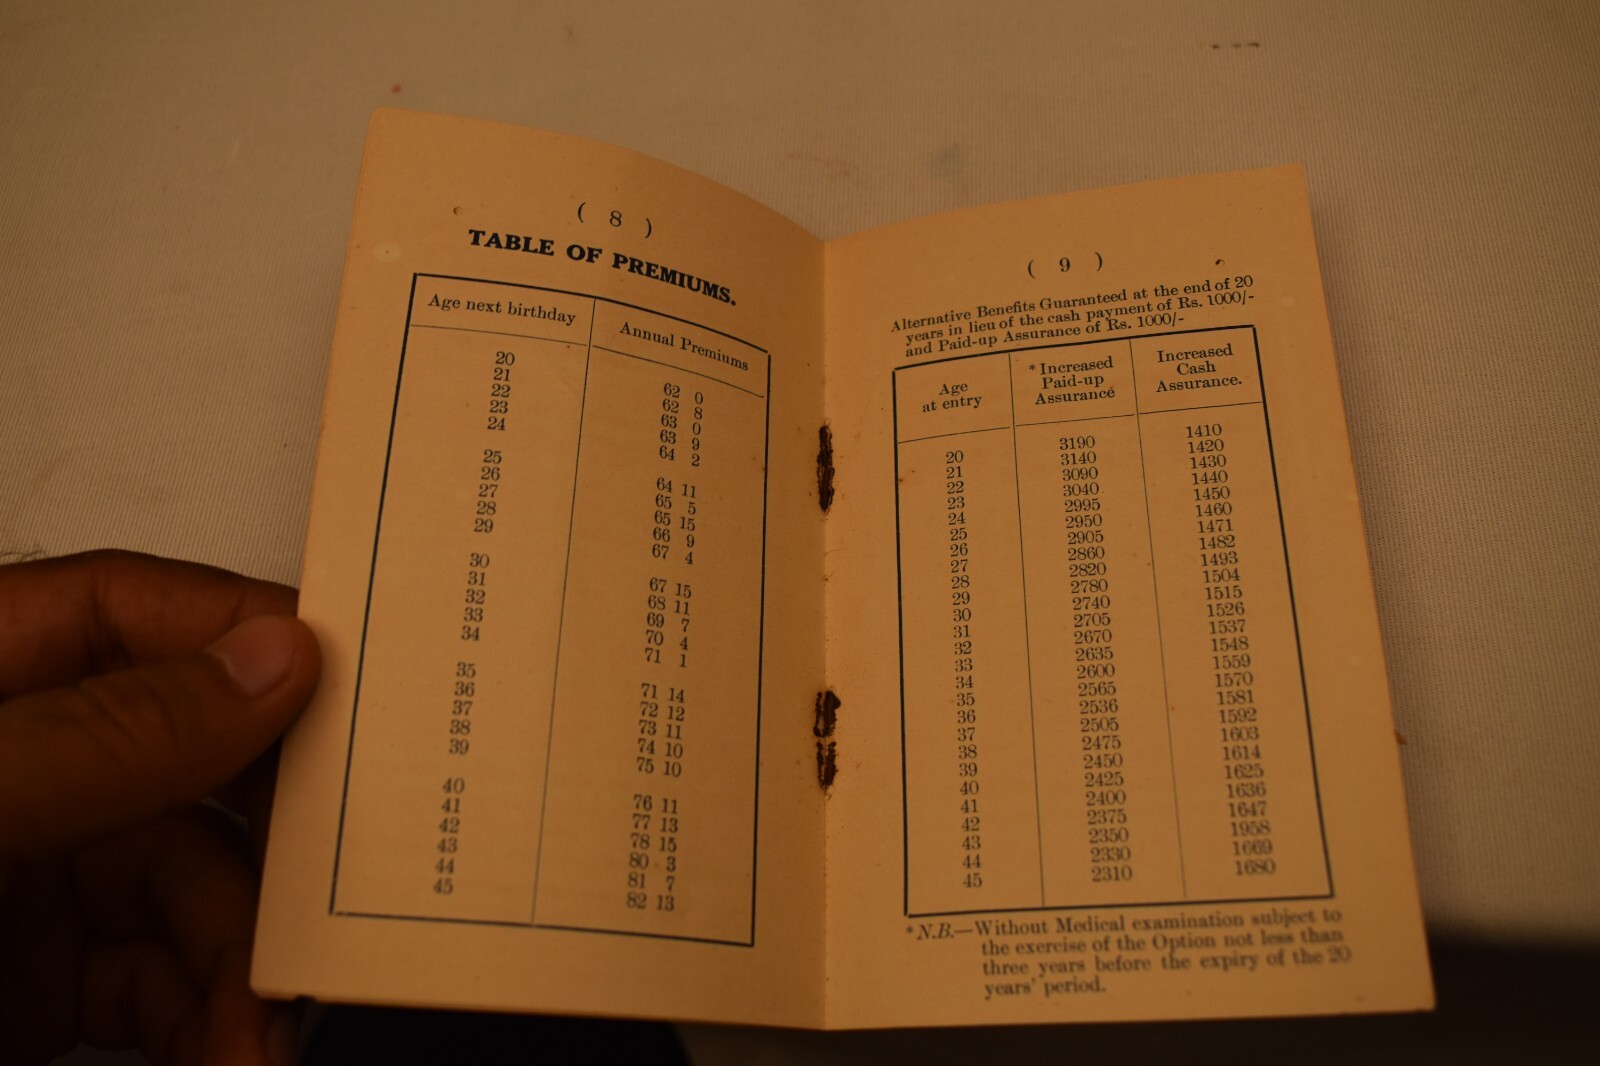 ( 8 )
TABLE OF PREMIUMS.
Age next birthday Annual Premiums
20 62 0
21 62 8
22 63 0
23 63 9
24 64 2
25 64 11
26 65 5
27 65 15
28 66 9
29 67 4
30 67 15
31 68 11
32 69 7
33 70 4
34 71 1
35 71 14
36 72 12
37 73 11
38 74 10
39 75 10
40 76 11
41 77 13
42 78 15
43 80 3
44 81 7
45 82 13
( 9 )
Alternative Benefits Guaranteed at the end of 20
years in lieu of the cash payment of Rs. 1000/-
and Paid-up Assurance of Rs. 1000/-
Age
at entry
* Increased
Paid-up
Assurance
Increased
Cash
Assurance.
20 3190 1410
21 3140 1420
22 3090 1430
23 3040 1440
24 2995 1450
25 2950 1460
26 2905 1471
27 2860 1482
28 2820 1493
29 2780 1504
30 2740 1515
31 2705 1526
32 2670 1537
33 2635 1548
34 2600 1559
35 2565 1570
36 2536 1581
37 2505 1592
38 2475 1603
39 2450 1614
40 2425 1625
41 2400 1636
42 2375 1647
43 2350 1958
44 2330 1669
45 2310 1680
* N.B.—Without Medical examination subject to
the exercise of the Option not less than
three years before the expiry of the 20
years' period.